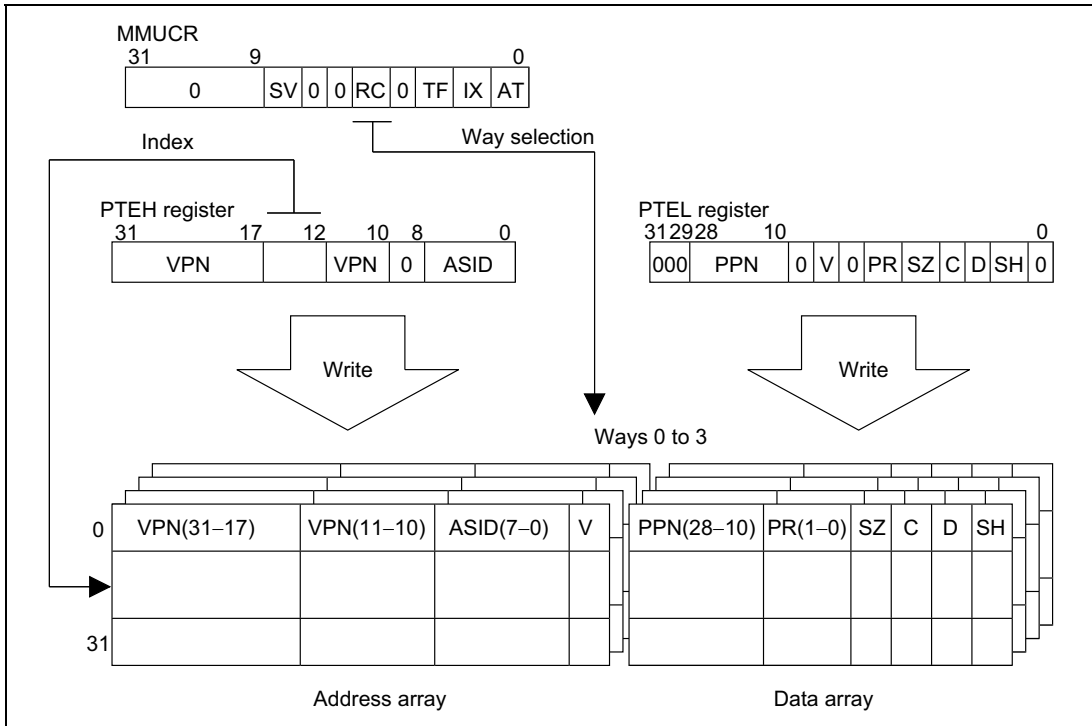 MMUCR
31 9 0
0 SV 0 0 RC 0 TF IX AT
Index
Way selection
PTEH register
31 17 12 10 8 0
VPN VPN 0 ASID
PTEL register
31 29 28 10 0
000 PPN 0 V 0 PR SZ C D SH 0
Write
Write
Ways 0 to 3
0 VPN(31–17) VPN(11–10) ASID(7–0) V
PPN(28–10) PR(1–0) SZ C D SH
31
Address array
Data array